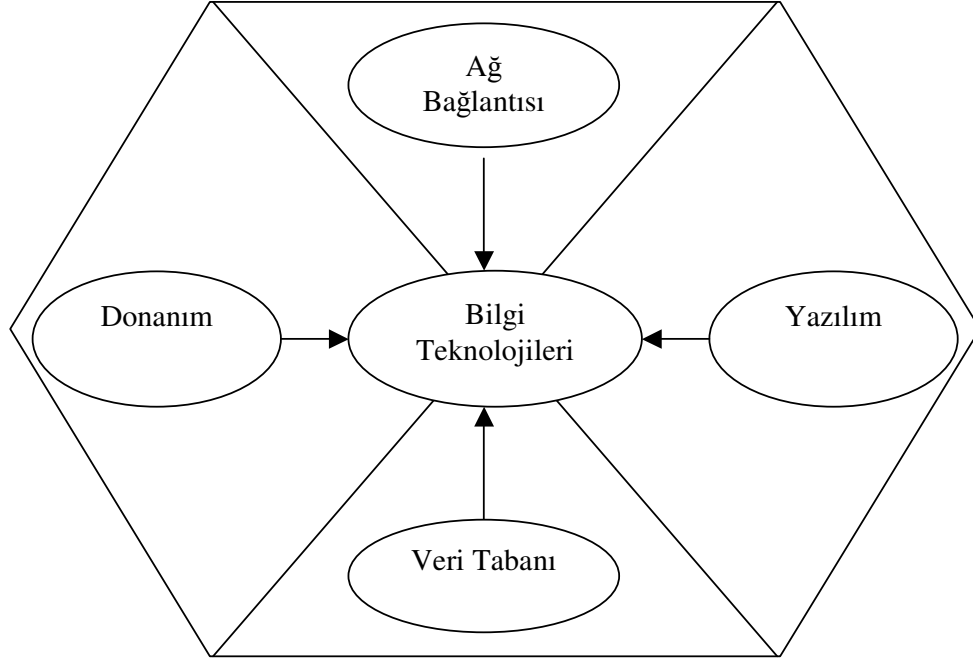 Ağ
Bağlantısı
Donanım
Bilgi
Teknolojileri
Yazılım
Veri Tabanı